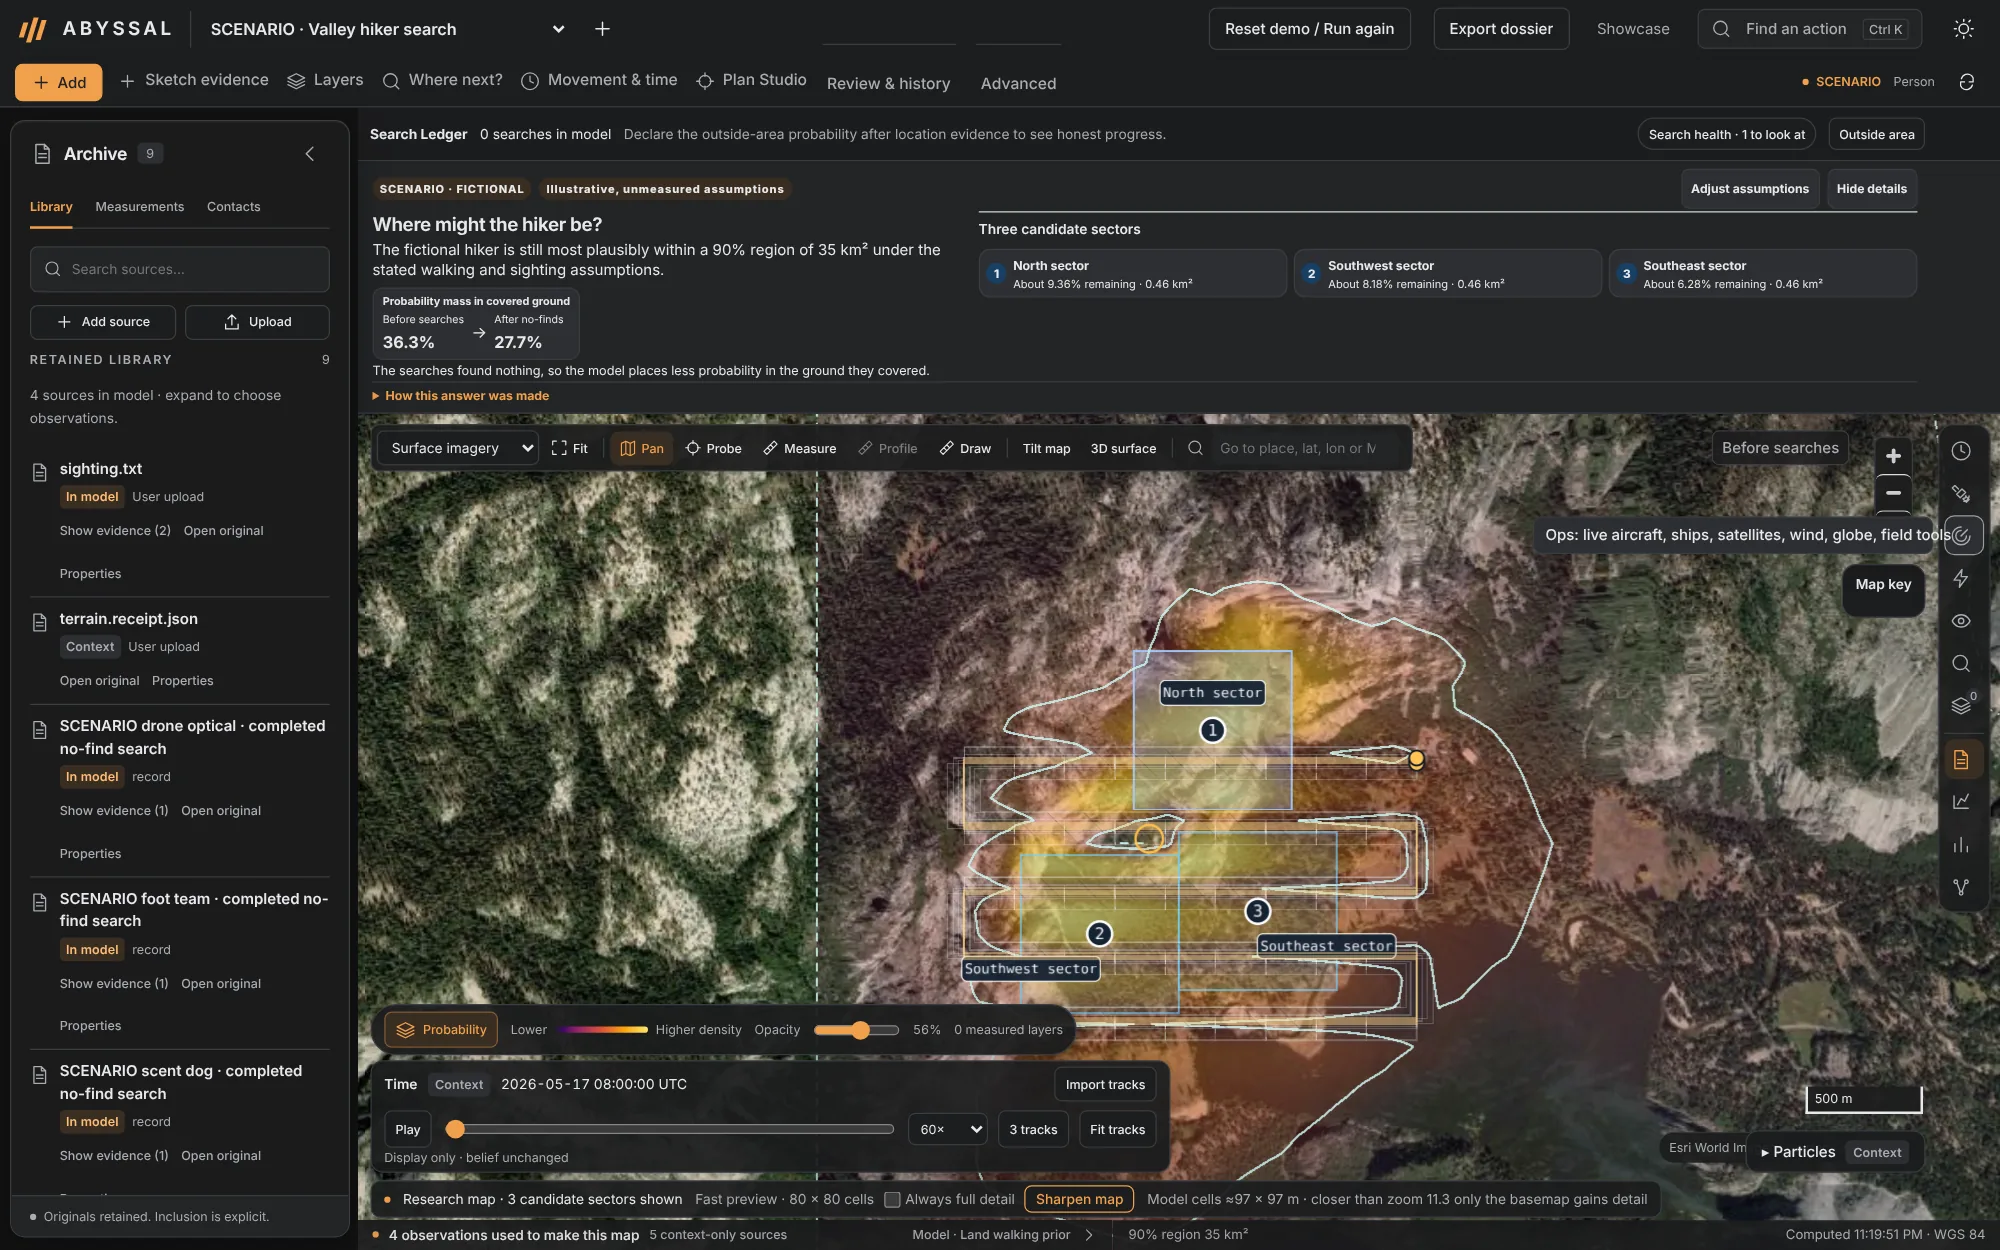 ABYSSAL
SCENARIO · Valley hiker search
Reset demo / Run again
Export dossier
Showcase
Find an action
Ctrl K
Add
Sketch evidence
Layers
Where next?
Movement & time
Plan Studio
Review & history
Advanced
SCENARIO
Person
Archive
9
Library
Measurements
Contacts
Search sources...
Add source
Upload
RETAINED LIBRARY
9
4 sources in model · expand to choose
observations.
sighting.txt
In model
User upload
Show evidence (2)
Open original
Properties
terrain.receipt.json
Context
User upload
Open original
Properties
SCENARIO drone optical · completed
no-find search
In model
record
Show evidence (1)
Open original
Properties
SCENARIO foot team · completed no-
find search
In model
record
Show evidence (1)
Open original
Properties
SCENARIO scent dog · completed
no-find search
In model
record
Show evidence (1)
Open original
Originals retained. Inclusion is explicit.
Search Ledger
0 searches in model
Declare the outside-area probability after location evidence to see honest progress.
Search health · 1 to look at
Outside area
SCENARIO · FICTIONAL
Illustrative, unmeasured assumptions
Adjust assumptions
Hide details
Where might the hiker be?
The fictional hiker is still most plausibly within a 90% region of 35 km² under the
stated walking and sighting assumptions.
Probability mass in covered ground
Before searches
After no-finds
36.3%
→
27.7%
The searches found nothing, so the model places less probability in the ground they covered.
How this answer was made
Three candidate sectors
1
North sector
About 9.36% remaining · 0.46 km²
2
Southwest sector
About 8.18% remaining · 0.46 km²
3
Southeast sector
About 6.28% remaining · 0.46 km²
Surface imagery
Fit
Pan
Probe
Measure
Profile
Draw
Tilt map
3D surface
Go to place, lat, lon or M
Before searches
Ops: live aircraft, ships, satellites, wind, globe, field tools
Map key
0
North sector
1
2
Southwest sector
3
Southeast sector
Probability
Lower
Higher density
Opacity
56%
0 measured layers
Time
Context
2026-05-17 08:00:00 UTC
Import tracks
Play
60×
3 tracks
Fit tracks
Display only · belief unchanged
500 m
Esri World Im
Particles
Context
Research map · 3 candidate sectors shown
Fast preview · 80 × 80 cells
Always full detail
Sharpen map
Model cells ≈97 × 97 m · closer than zoom 11.3 only the basemap gains detail
4 observations used to make this map
5 context-only sources
Model · Land walking prior
90% region 35 km²
Computed 11:19:51 PM · WGS 84